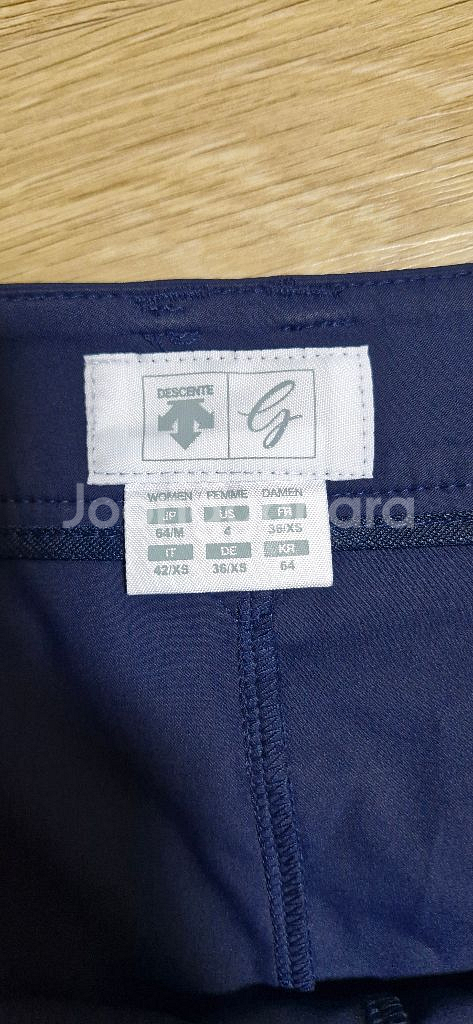 DESCENTE
G
WOMEN FEMME DAMEN
JP US FR
64/M 4 36/XS
IT DE KR
42/XS 36/XS 64